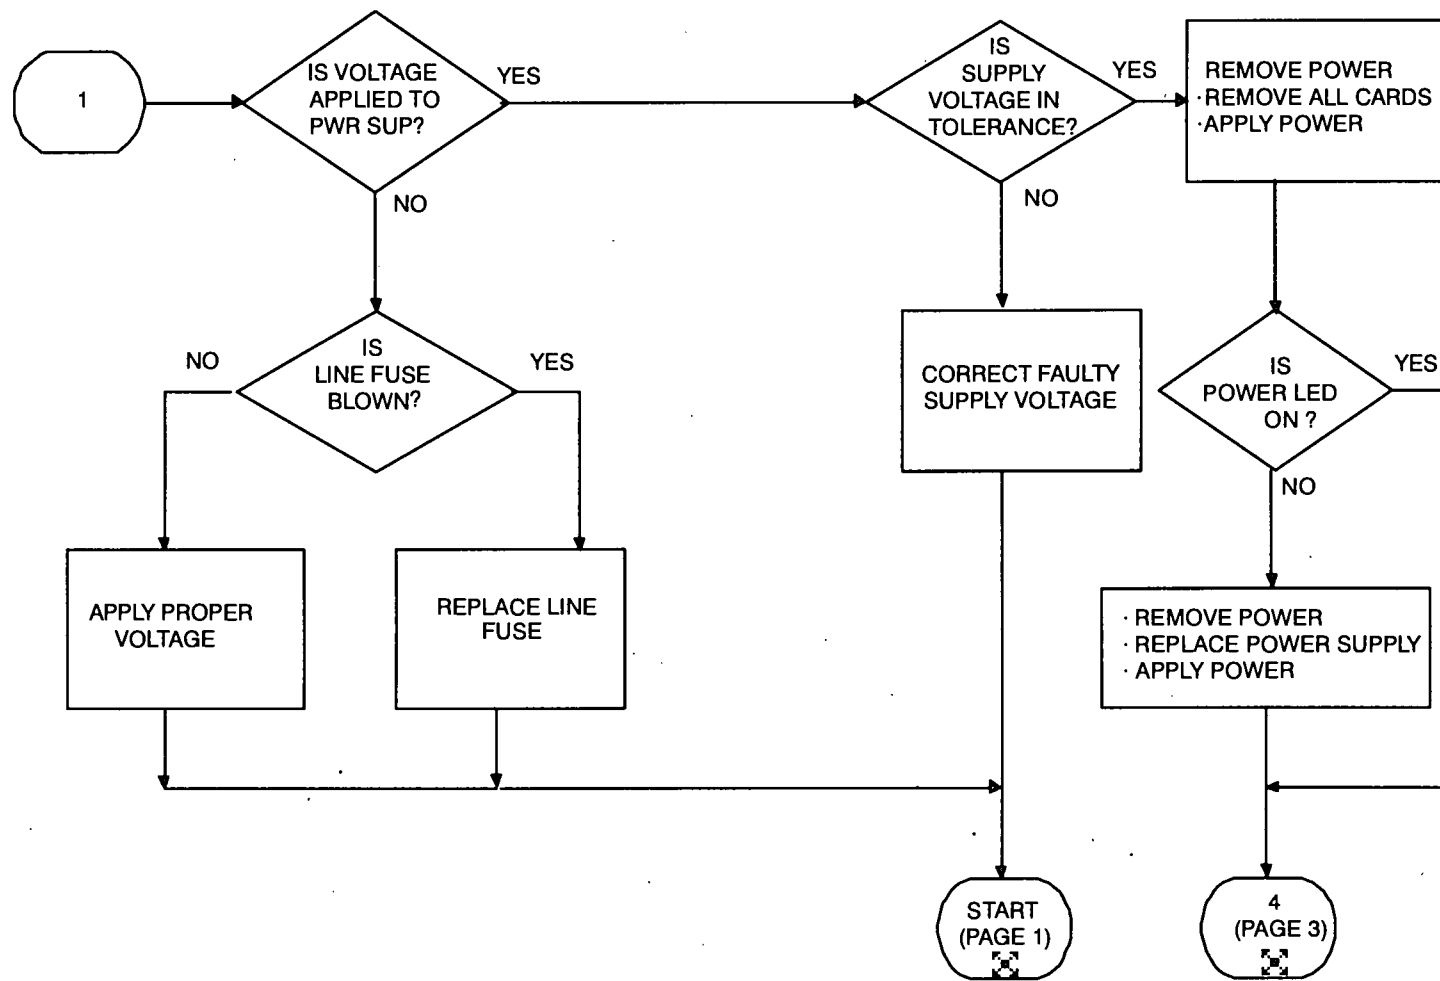 1
IS VOLTAGE
APPLIED TO
PWR SUP?
YES
NO
IS
SUPPLY
VOLTAGE IN
TOLERANCE?
YES
NO
REMOVE POWER
·REMOVE ALL CARDS
·APPLY POWER
NO
IS
LINE FUSE
BLOWN?
YES
CORRECT FAULTY
SUPPLY VOLTAGE
IS
POWER LED
ON ?
YES
NO
APPLY PROPER
VOLTAGE
REPLACE LINE
FUSE
· REMOVE POWER
· REPLACE POWER SUPPLY
· APPLY POWER
START
(PAGE 1)
4
(PAGE 3)